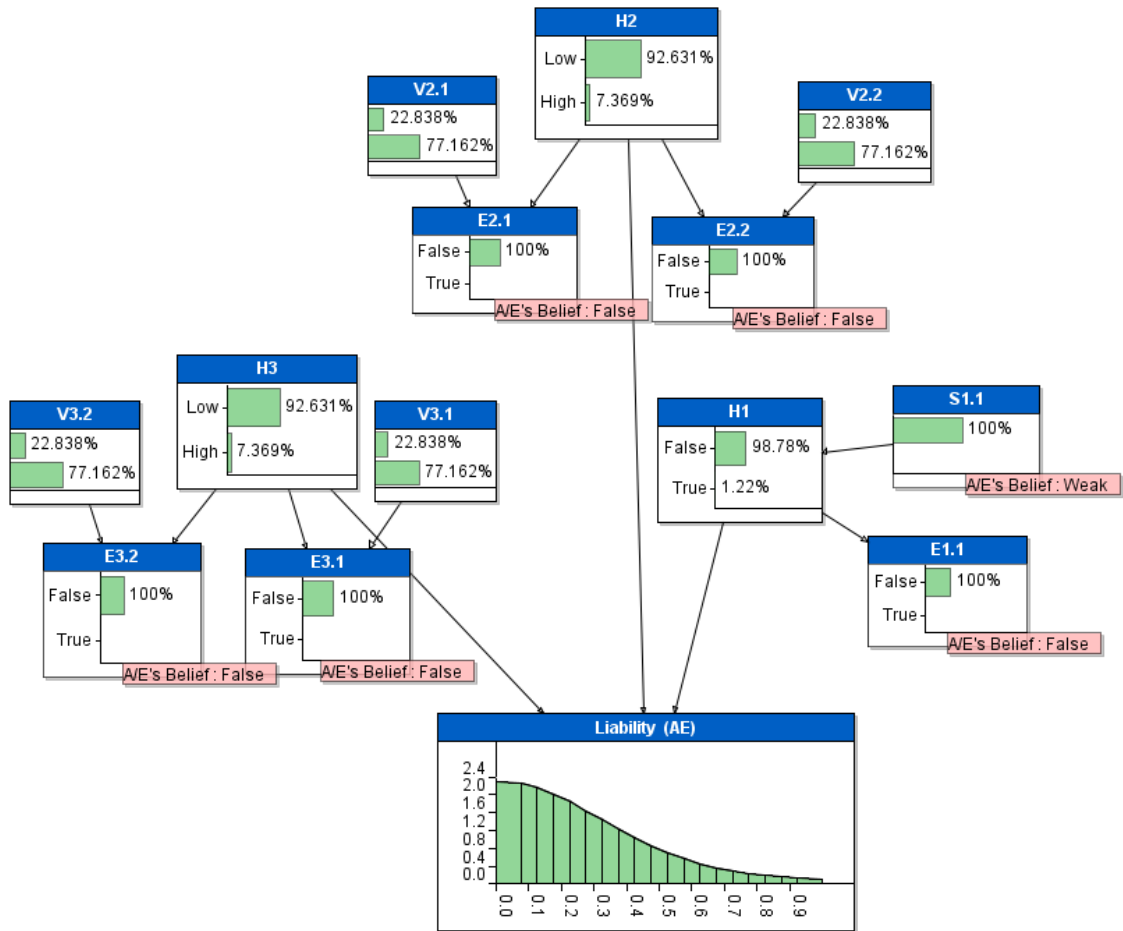 H2
Low
92.631%
High
7.369%
V2.1
22.838%
77.162%
V2.2
22.838%
77.162%
E2.1
False
100%
True
A/E's Belief : False
E2.2
False
100%
True
A/E's Belief : False
H3
Low
92.631%
High
7.369%
V3.2
22.838%
77.162%
V3.1
22.838%
77.162%
H1
False
98.78%
True
1.22%
S1.1
100%
A/E's Belief : Weak
E3.2
False
100%
True
A/E's Belief : False
E3.1
False
100%
True
A/E's Belief : False
E1.1
False
100%
True
A/E's Belief : False
Liability (AE)
2.4
2.0
1.6
1.2
0.8
0.4
0.0
0.0
0.1
0.2
0.3
0.4
0.5
0.6
0.7
0.8
0.9